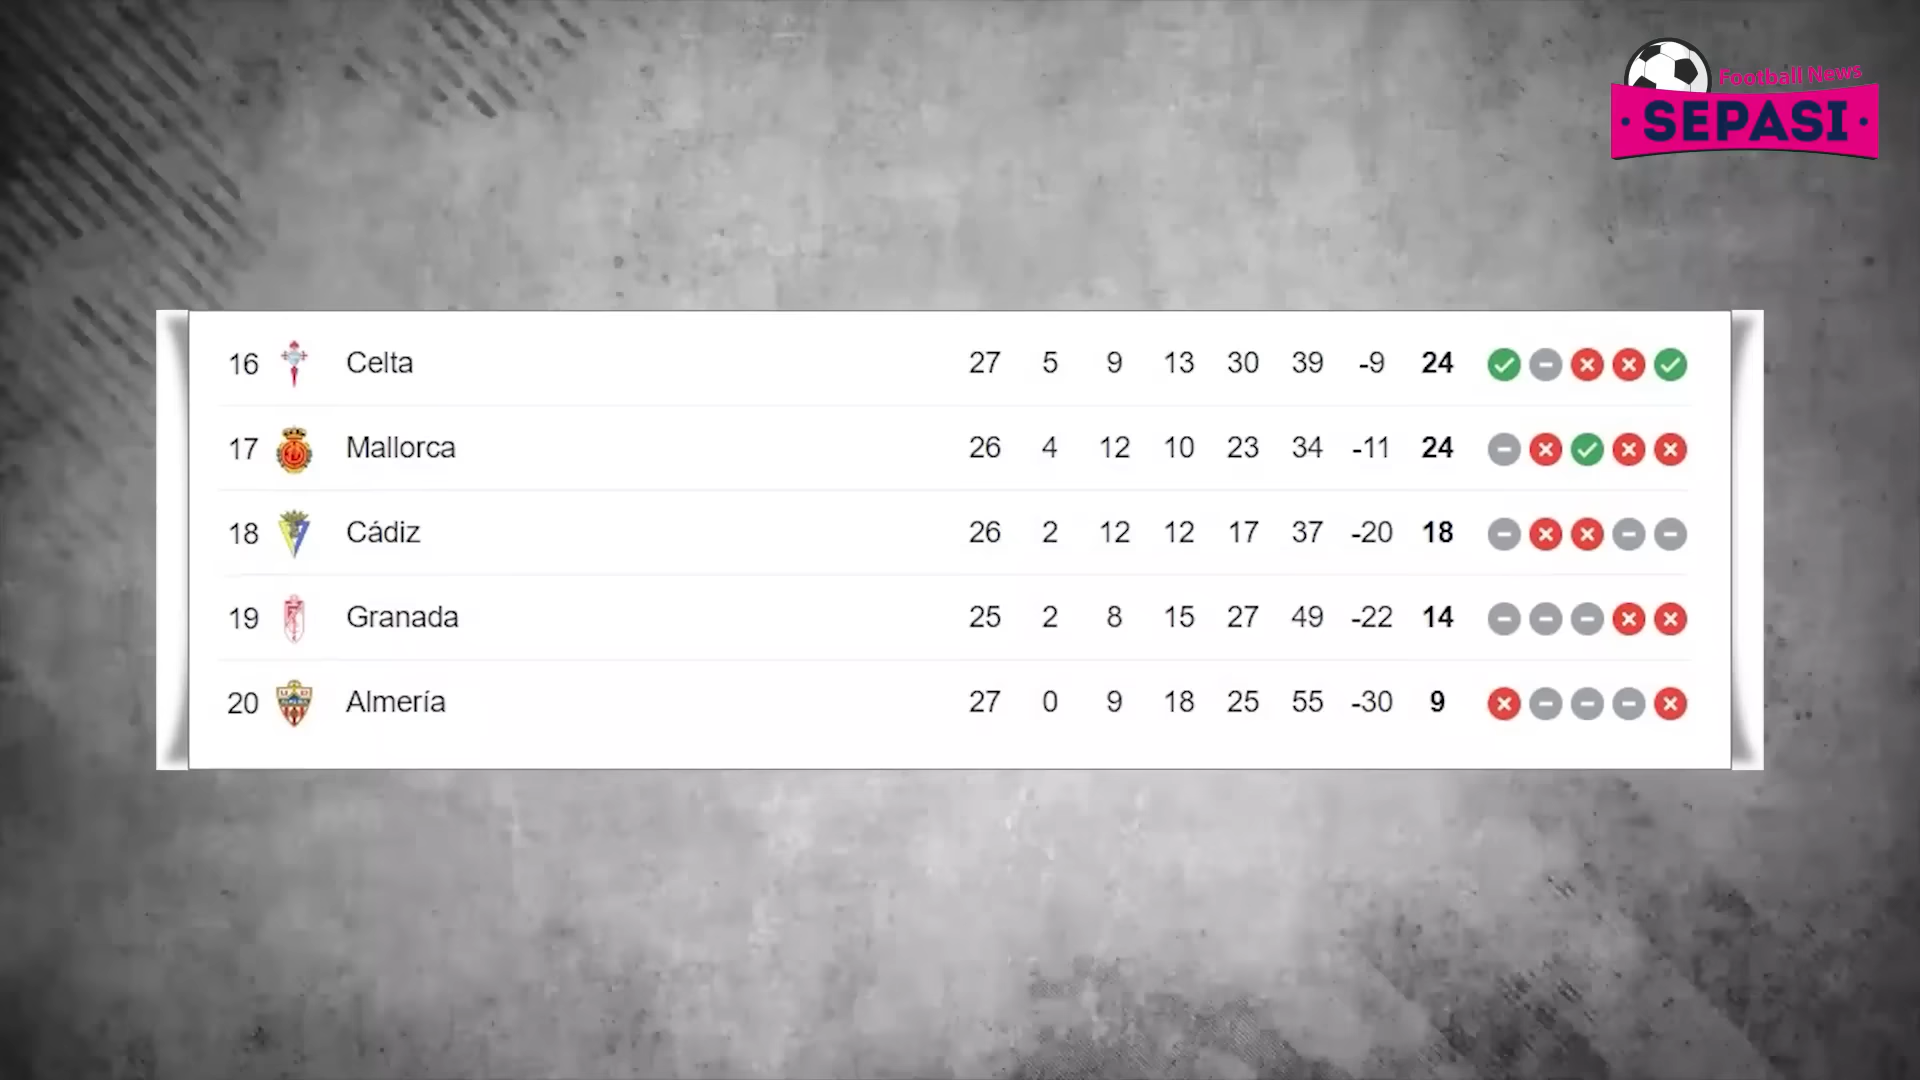 Football News
• SEPASI •
16 Celta 27 5 9 13 30 39 -9 24
17 Mallorca 26 4 12 10 23 34 -11 24
18 Cádiz 26 2 12 12 17 37 -20 18
19 Granada 25 2 8 15 27 49 -22 14
20 Almería 27 0 9 18 25 55 -30 9